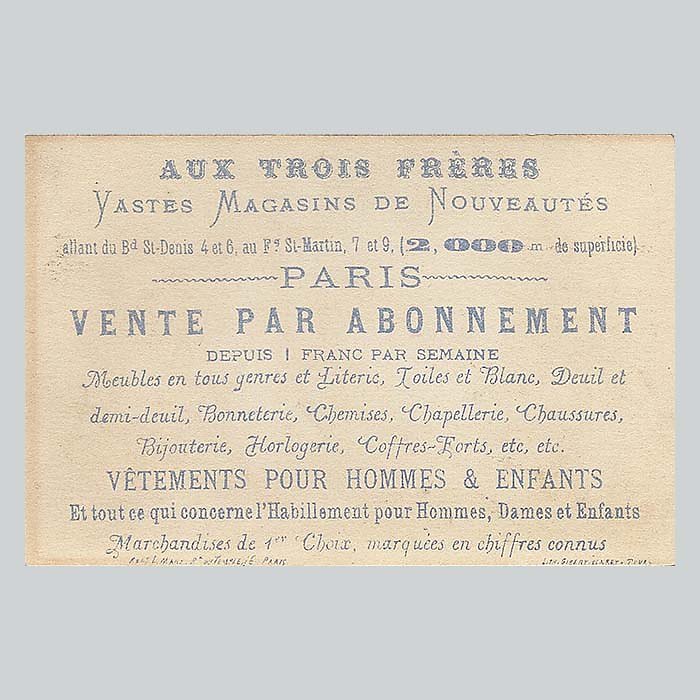 AUX TROIS FRÈRES
VASTES MAGASINS DE NOUVEAUTÉS
allant du Bd St-Denis 4 et 6, au Fg St-Martin, 7 et 9, (2,000 m. de superficie)
PARIS
VENTE PAR ABONNEMENT
DEPUIS 1 FRANC PAR SEMAINE
Meubles en tous genres et Literie, Toiles et Blanc, Deuil et
demi-deuil, Bonneterie, Chemises, Chapellerie, Chaussures,
Bijouterie, Horlogerie, Coffres-Forts, etc, etc.
VÊTEMENTS POUR HOMMES & ENFANTS
Et tout ce qui concerne l'Habillement pour Hommes, Dames et Enfants
Marchandises de 1er Choix, marquées en chiffres connus
PARIS